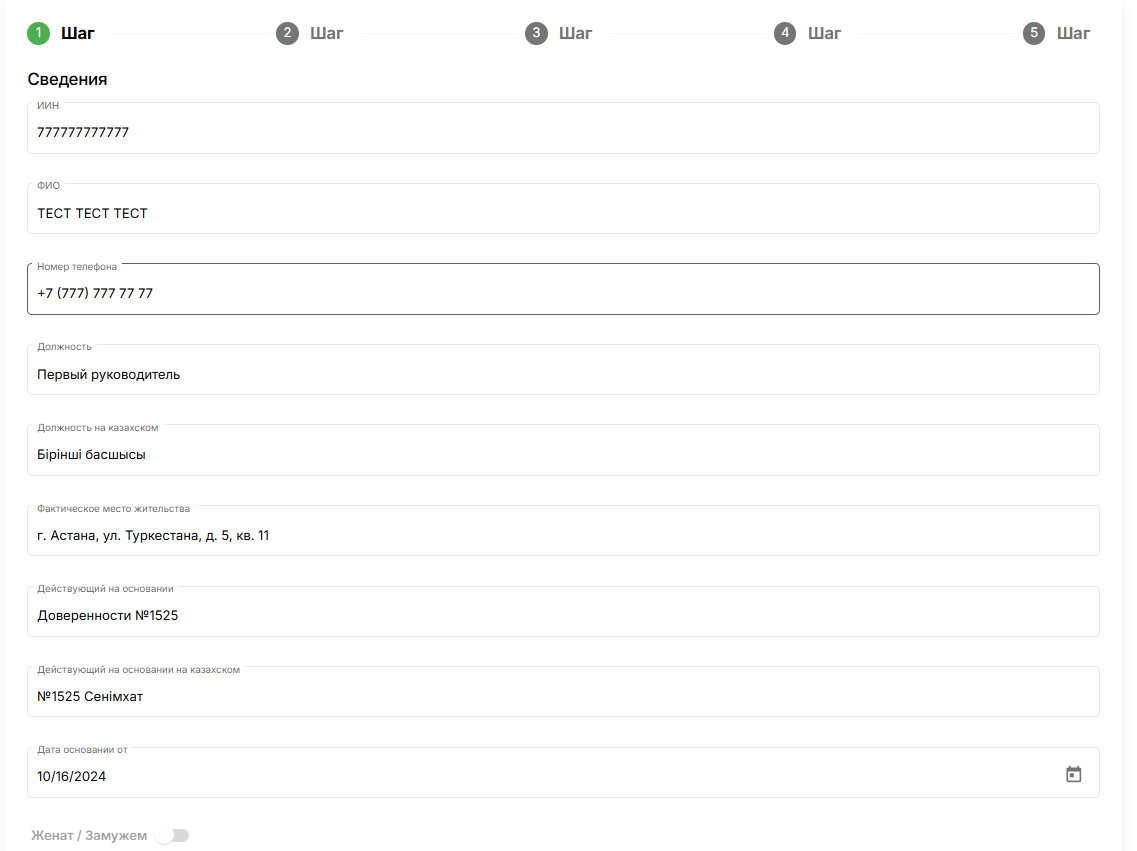 1 Шаг 2 Шаг 3 Шаг 4 Шаг 5 Шаг
Сведения
ИИН
777777777777
ФИО
ТЕСТ ТЕСТ ТЕСТ
Номер телефона
+7 (777) 777 77 77
Должность
Первый руководитель
Должность на казахском
Бірінші басшысы
Фактическое место жительства
г. Астана, ул. Туркестана, д. 5, кв. 11
Действующий на основании
Доверенности №1525
Действующий на основании на казахском
№1525 Сенімхат
Дата основании от
10/16/2024
Женат / Замужем